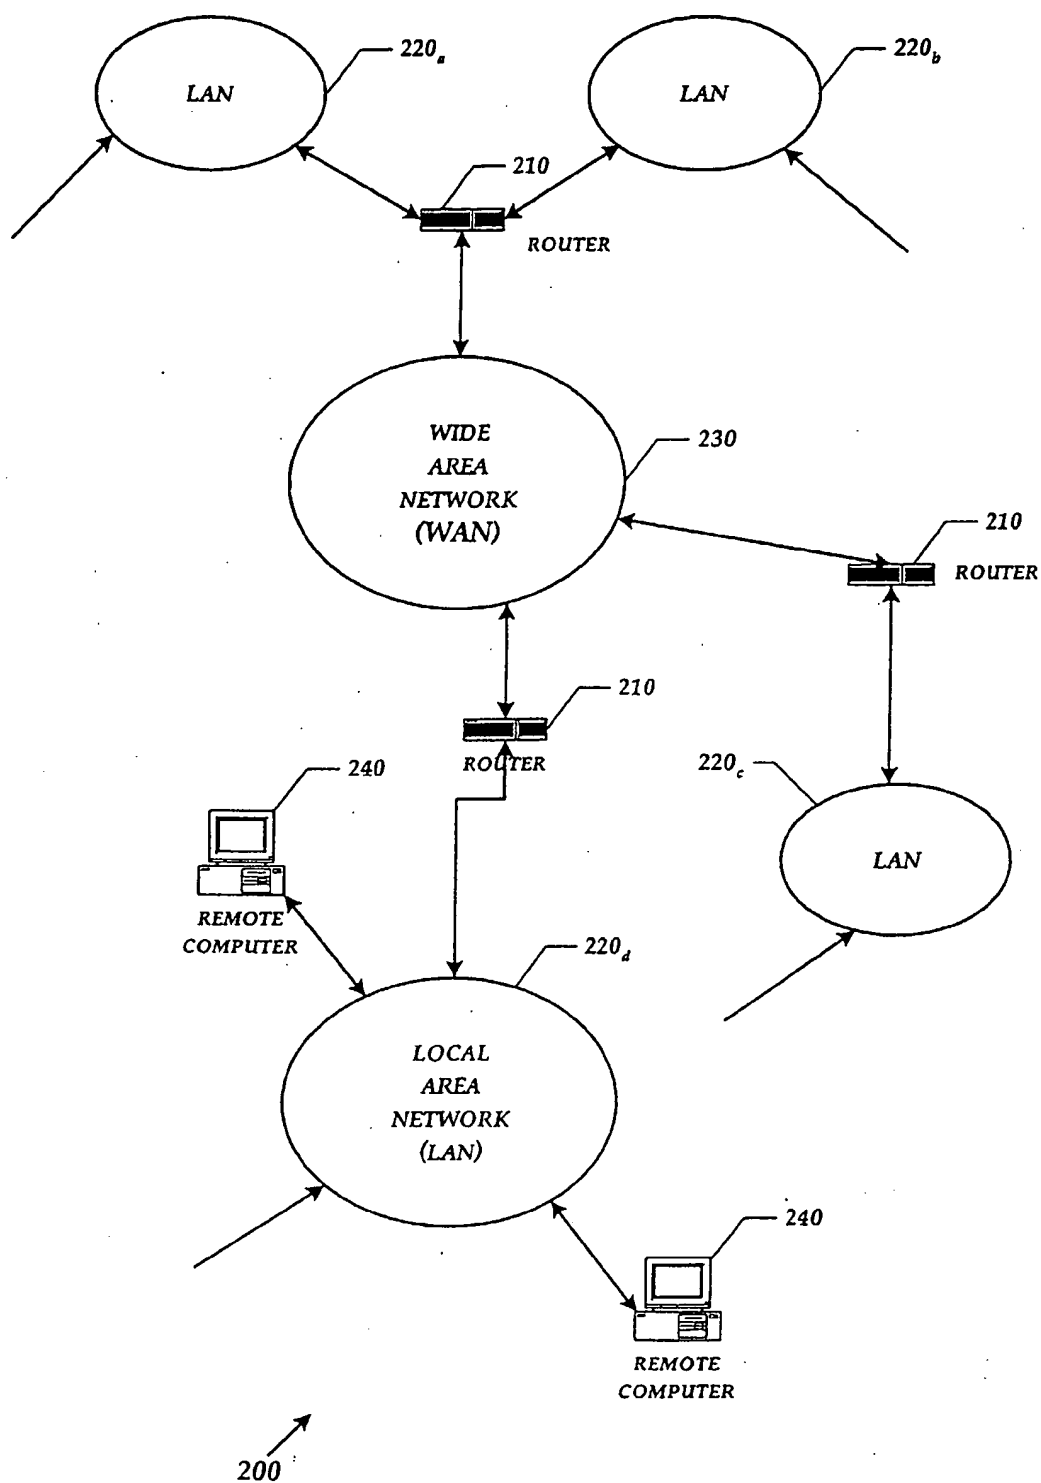 220a
220b
LAN
LAN
210
ROUTER
WIDE
AREA
NETWORK
(WAN)
230
210
ROUTER
210
ROUTER
240
220c
LAN
REMOTE
COMPUTER
220d
LOCAL
AREA
NETWORK
(LAN)
240
REMOTE
COMPUTER
200